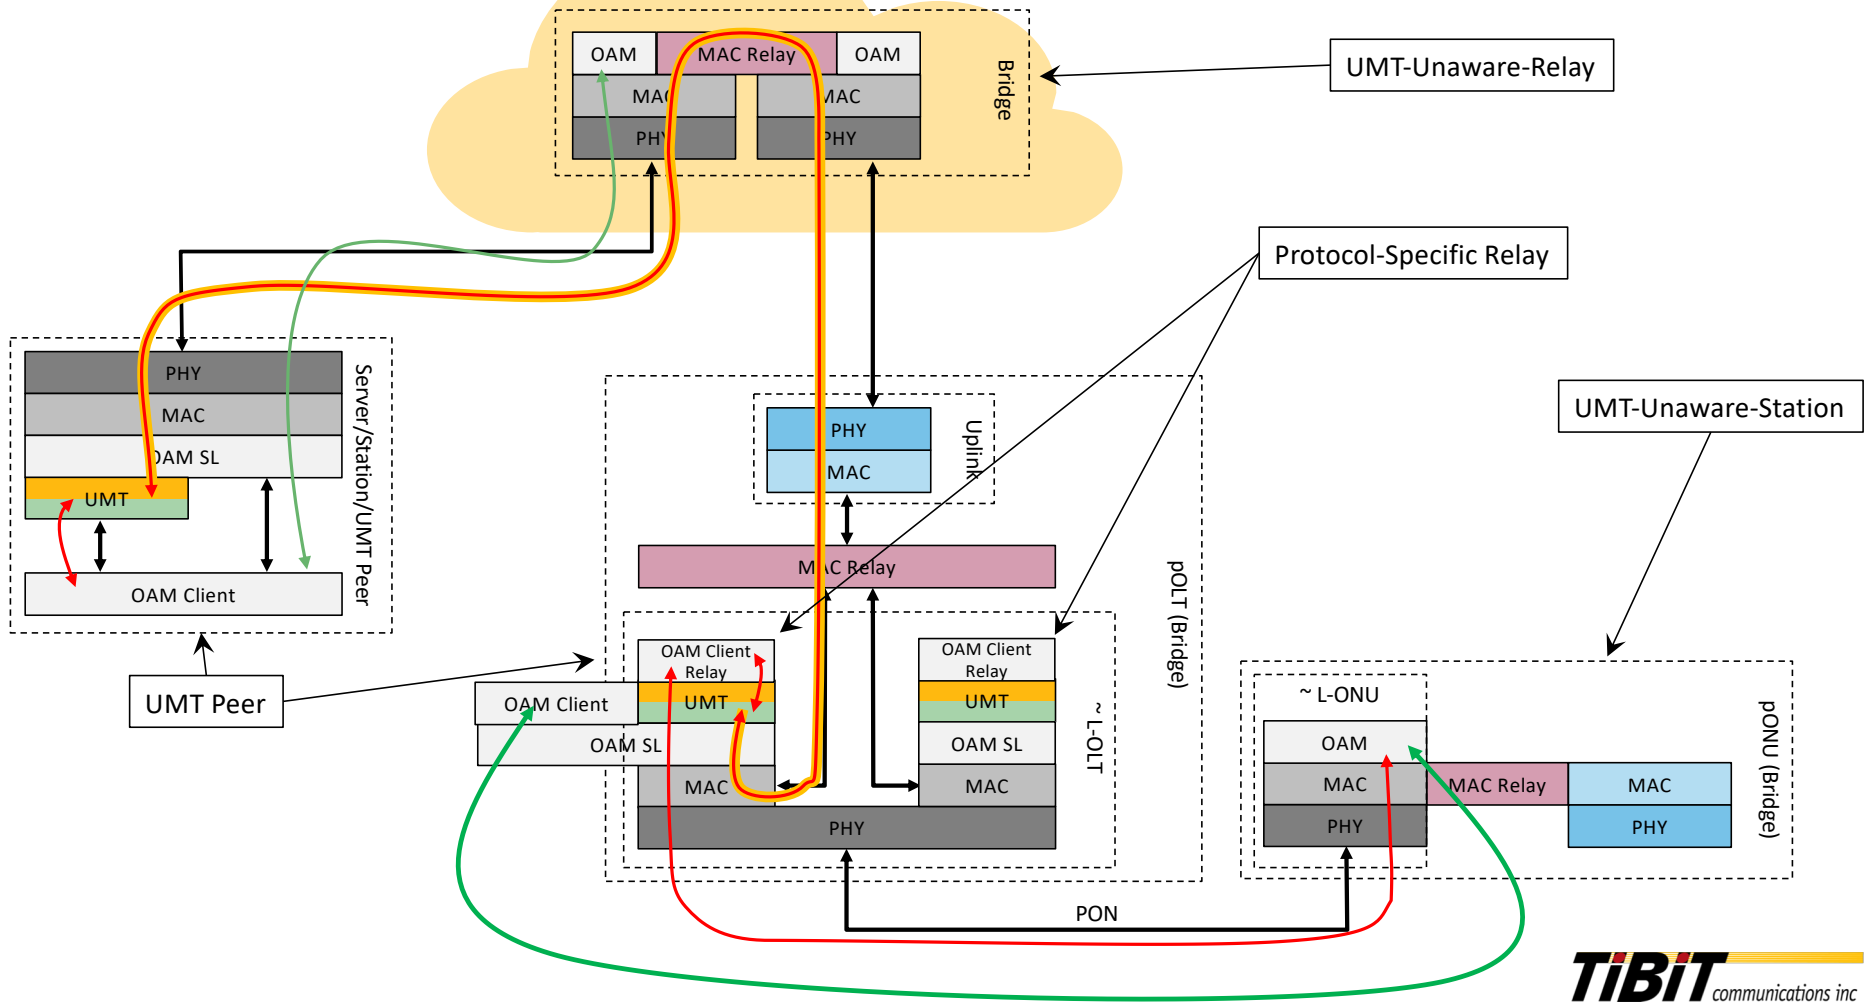 OAM
MAC Relay
OAM
MAC
MAC
PHY
PHY
Bridge
UMT-Unaware-Relay
Protocol-Specific Relay
UMT-Unaware-Station
PHY
MAC
OAM SL
UMT
OAM Client
Server/Station/UMT Peer
UMT Peer
PHY
MAC
Uplink
MAC Relay
pOLT (Bridge)
OAM Client
Relay
OAM Client
UMT
OAM SL
MAC
OAM Client
Relay
UMT
OAM SL
MAC
~ L-OLT
PHY
PON
~ L-ONU
OAM
MAC
MAC Relay
MAC
PHY
PHY
pONU (Bridge)
TiBiT
communications inc